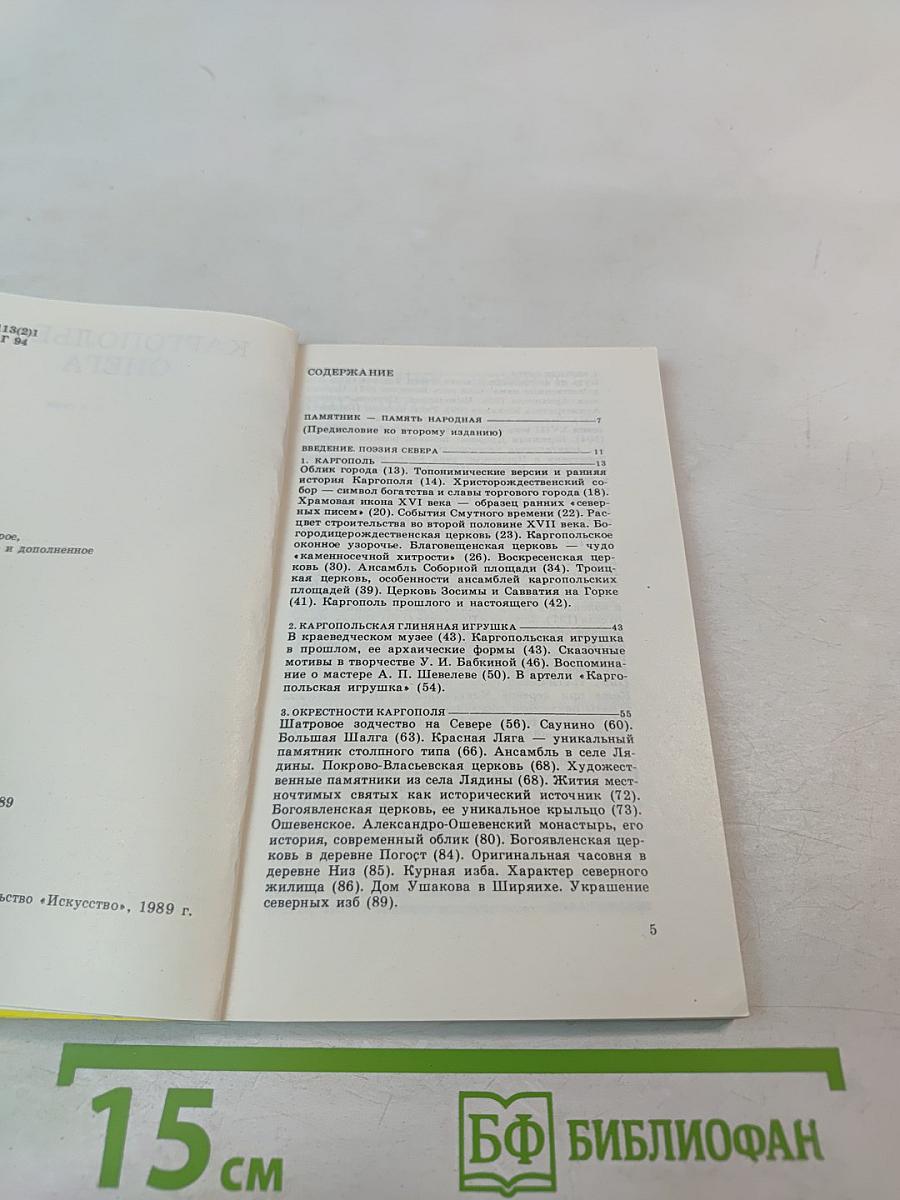 113(2)1
Г 94
КАРГОПОЛЬЕ
ОНЕГА
рое,
и дополненное
89
ьство «Искусство», 1989 г.
СОДЕРЖАНИЕ
ПАМЯТНИК — ПАМЯТЬ НАРОДНАЯ 7
(Предисловие ко второму изданию)
ВВЕДЕНИЕ. ПОЭЗИЯ СЕВЕРА 11
1. КАРГОПОЛЬ 13
Облик города (13). Топонимические версии и ранняя
история Каргополя (14). Христорождественский со-
бор — символ богатства и славы торгового города (18).
Храмовая икона XVI века — образец ранних «север-
ных писем» (20). События Смутного времени (22). Рас-
цвет строительства во второй половине XVII века. Бо-
городицерождественская церковь (23). Каргопольское
оконное узорочье. Благовещенская церковь — чудо
«каменносечной хитрости» (26). Воскресенская цер-
ковь (30). Ансамбль Соборной площади (34). Троиц-
кая церковь, особенности ансамблей каргопольских
площадей (39). Церковь Зосимы и Савватия на Горке
(41). Каргополь прошлого и настоящего (42).
2. КАРГОПОЛЬСКАЯ ГЛИНЯНАЯ ИГРУШКА 43
В краеведческом музее (43). Каргопольская игрушка
в прошлом, ее архаические формы (43). Сказочные
мотивы в творчестве У. И. Бабкиной (46). Воспомина-
ние о мастере А. П. Шевелеве (50). В артели «Карго-
польская игрушка» (54).
3. ОКРЕСТНОСТИ КАРГОПОЛЯ 55
Шатровое зодчество на Севере (56). Саунино (60).
Большая Шалга (63). Красная Ляга — уникальный
памятник столпного типа (66). Ансамбль в селе Ля-
дины. Покрово-Власьевская церковь (68). Художест-
венные памятники из села Лядины (68). Жития мест-
ночтимых святых как исторический источник (72).
Богоявленская церковь, ее уникальное крыльцо (73).
Ошевенское. Александро-Ошевенский монастырь, его
история, современный облик (80). Богоявленская цер-
ковь в деревне Погост (84). Оригинальная часовня в
деревне Низ (85). Курная изба. Характер северного
жилища (86). Дом Ушакова в Ширяихе. Украшение
северных изб (89).
5
15 см
БФ БИБЛИОФАН